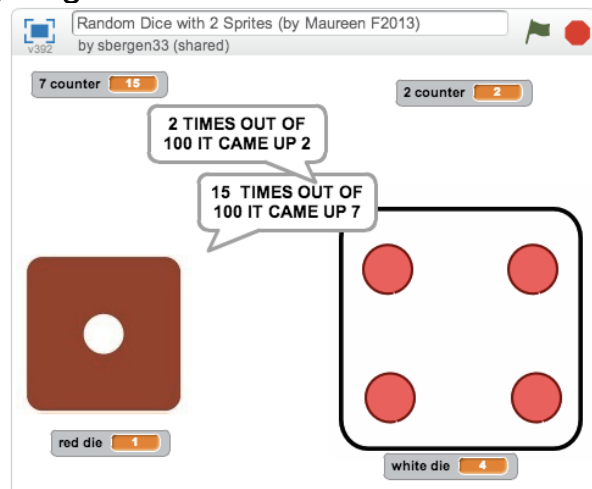 Random Dice with 2 Sprites (by Maureen F2013)
v392
by sbergen33 (shared)
7 counter 15
2 counter 2
2 TIMES OUT OF
100 IT CAME UP 2
15 TIMES OUT OF
100 IT CAME UP 7
red die 1
white die 4